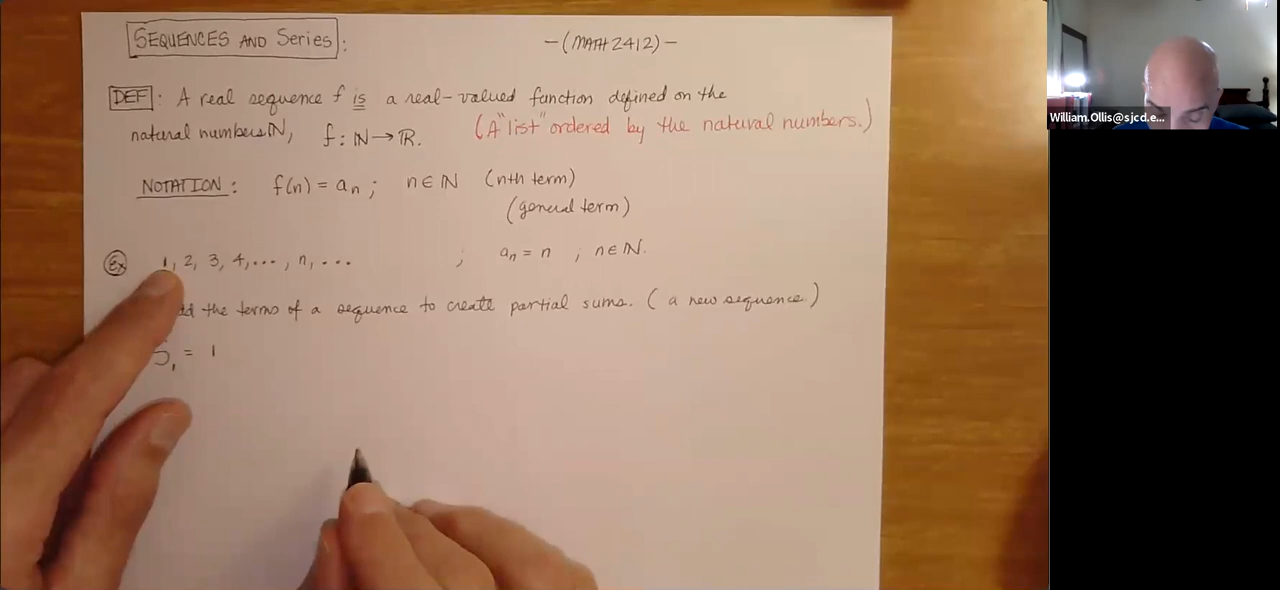 SEQUENCES AND Series: -(MATH 2412)-
DEF: A real sequence f is a real-valued function defined on the
natural numbers ℕ, f: ℕ → ℝ. (A "list" ordered by the natural numbers.)
NOTATION: f(n) = aₙ ; n ∈ ℕ (nth term)
(general term)
Ex 1, 2, 3, 4, ..., n, ... ; aₙ = n ; n ∈ ℕ.
the terms of a sequence to create partial sums. (a new sequence)
S₁ = 1
William.Ollis@sjcd.e...